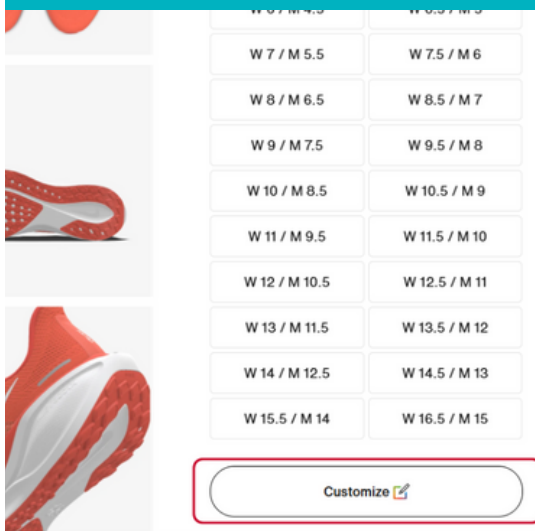 W 7 / M 5.5 W 7.5 / M 6
W 8 / M 6.5 W 8.5 / M 7
W 9 / M 7.5 W 9.5 / M 8
W 10 / M 8.5 W 10.5 / M 9
W 11 / M 9.5 W 11.5 / M 10
W 12 / M 10.5 W 12.5 / M 11
W 13 / M 11.5 W 13.5 / M 12
W 14 / M 12.5 W 14.5 / M 13
W 15.5 / M 14 W 16.5 / M 15
Customize